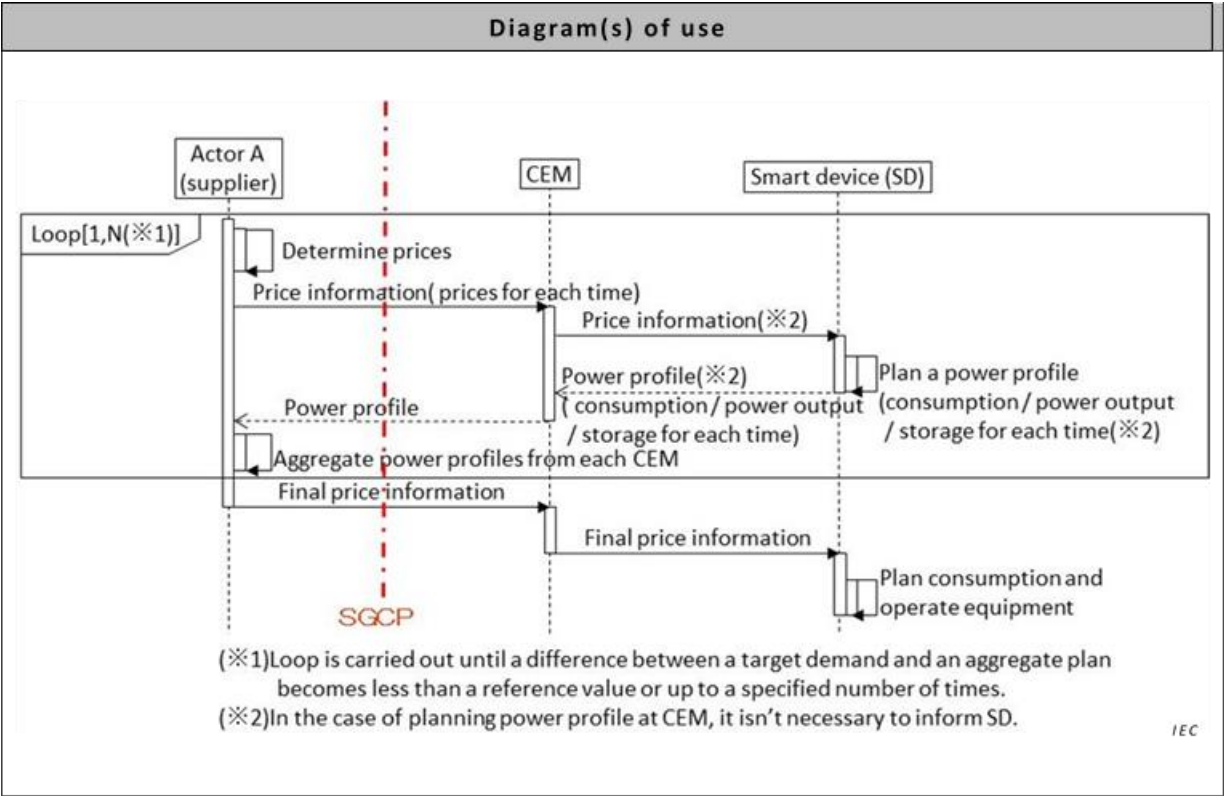 Diagram(s) of use
Actor A
(supplier)
CEM
Smart device (SD)
Loop[1,N(※1)]
Determine prices
Price information( prices for each time)
Price information(※2)
Power profile(※2)
( consumption / power output
/ storage for each time)
Plan a power profile
(consumption / power output
/ storage for each time(※2)
Power profile
Aggregate power profiles from each CEM
Final price information
Final price information
Plan consumption and
operate equipment
SGCP
(※1)Loop is carried out until a difference between a target demand and an aggregate plan
becomes less than a reference value or up to a specified number of times.
(※2)In the case of planning power profile at CEM, it isn't necessary to inform SD.
IEC